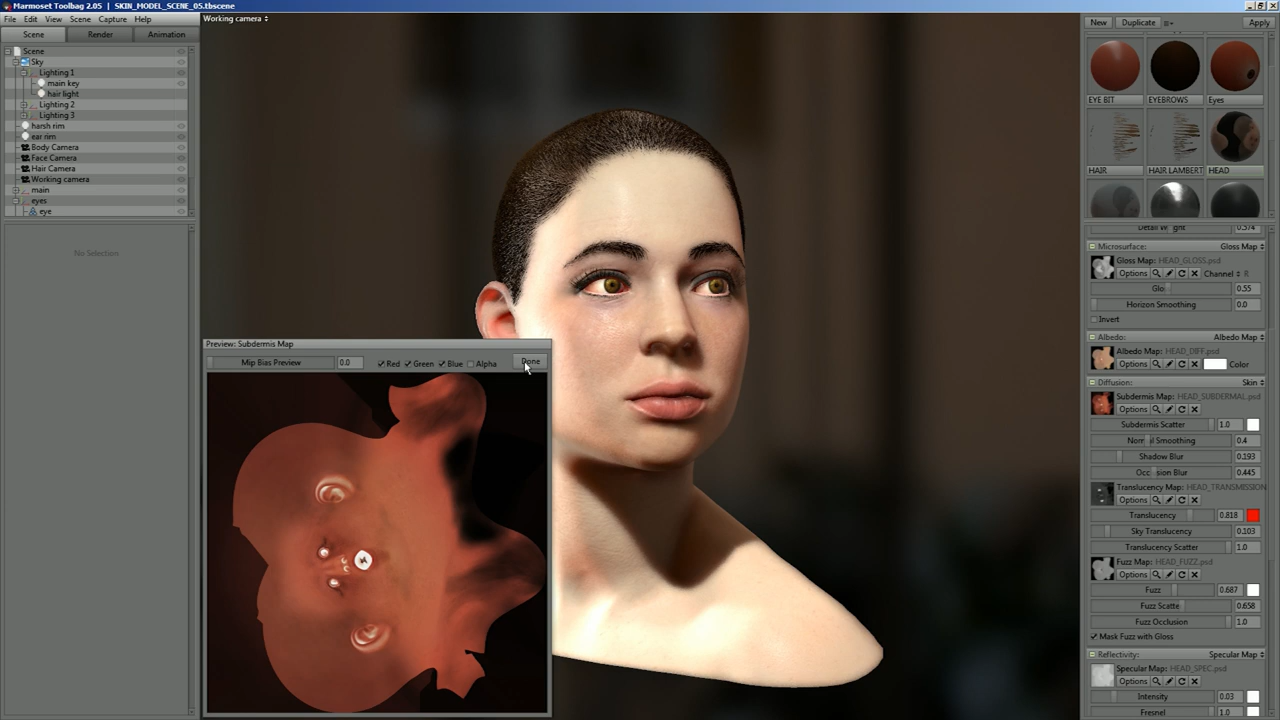 Marmoset Toolbag 2.05 | SKIN_MODEL_SCENE_05.tbscene
File Edit View Scene Capture Help
Scene Render Animation
Scene
Sky
Lighting 1
main key
hair light
Lighting 2
Lighting 3
harsh rim
ear rim
Body Camera
Face Camera
Hair Camera
Working camera
main
eyes
eye
No Selection
Working camera
Preview: Subdermis Map
Mip Bias Preview 0.0 Red Green Blue Alpha Done
New Duplicate Apply
EYE BIT EYEBROWS Eyes
HAIR HAIR LAMBERT HEAD
0.574
Microsurface: Gloss Map
Gloss Map: HEAD_GLOSS.psd
Options Channel R
0.55
Horizon Smoothing 0.0
Invert
Albedo: Albedo Map
Albedo Map: HEAD_DIFF.psd
Options Color
Diffusion: Skin
Subdermis Map: HEAD_SUBDERMAL.psd
Options
Subdermis Scatter 1.0
Normal Smoothing 0.4
Shadow Blur 0.193
Occlusion Blur 0.445
Translucency Map: HEAD_TRANSMISSION
Options
Translucency 0.818
Sky Translucency 0.103
Translucency Scatter 1.0
Fuzz Map: HEAD_FUZZ.psd
Options
Fuzz 0.687
Fuzz Scatte 0.658
Fuzz Occlusion 1.0
Mask Fuzz with Gloss
Reflectivity: Specular Map
Specular Map: HEAD_SPEC.psd
Options
Intensity 0.03
Fresnel 1.0